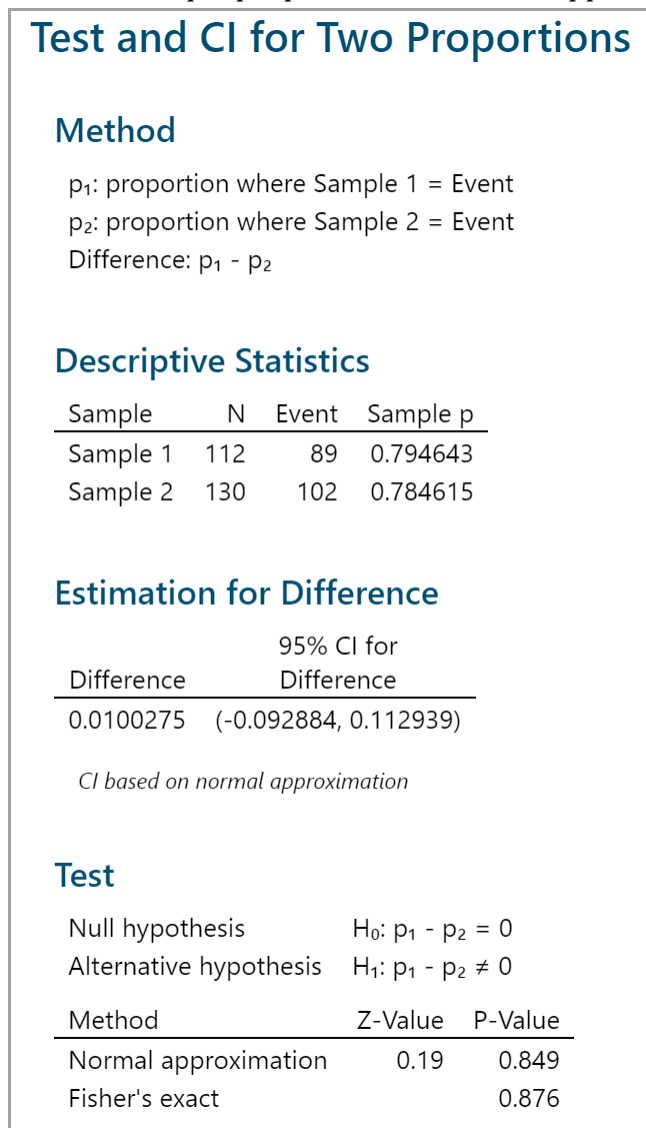 Test and CI for Two Proportions
Method
p₁: proportion where Sample 1 = Event
p₂: proportion where Sample 2 = Event
Difference: p₁ - p₂
Descriptive Statistics
Sample N Event Sample p
Sample 1 112 89 0.794643
Sample 2 130 102 0.784615
Estimation for Difference
95% CI for
Difference Difference
0.0100275 (-0.092884, 0.112939)
CI based on normal approximation
Test
Null hypothesis H₀: p₁ - p₂ = 0
Alternative hypothesis H₁: p₁ - p₂ ≠ 0
Method Z-Value P-Value
Normal approximation 0.19 0.849
Fisher's exact 0.876